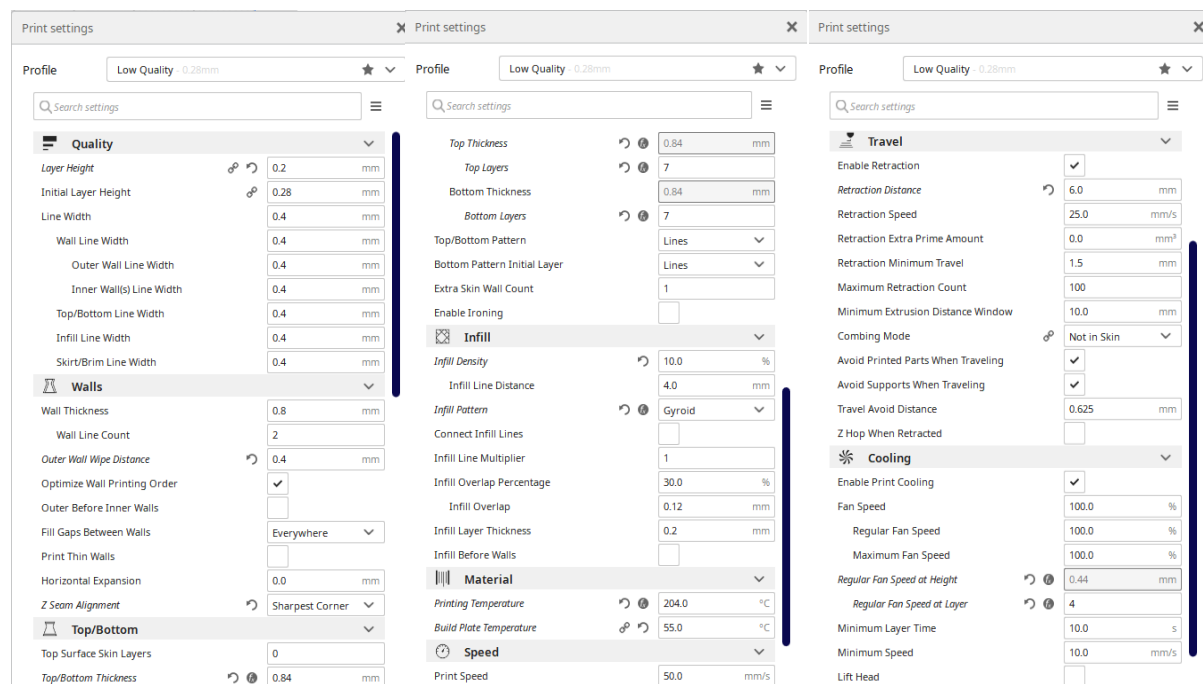 Print settings
Profile Low Quality - 0.28mm
Search settings
Quality
Layer Height 0.2 mm
Initial Layer Height 0.28 mm
Line Width 0.4 mm
Wall Line Width 0.4 mm
Outer Wall Line Width 0.4 mm
Inner Wall(s) Line Width 0.4 mm
Top/Bottom Line Width 0.4 mm
Infill Line Width 0.4 mm
Skirt/Brim Line Width 0.4 mm
Walls
Wall Thickness 0.8 mm
Wall Line Count 2
Outer Wall Wipe Distance 0.4 mm
Optimize Wall Printing Order
Outer Before Inner Walls
Fill Gaps Between Walls Everywhere
Print Thin Walls
Horizontal Expansion 0.0 mm
Z Seam Alignment Sharpest Corner
Top/Bottom
Top Surface Skin Layers 0
Top/Bottom Thickness 0.84 mm
Print settings
Profile Low Quality - 0.28mm
Search settings
Top Thickness 0.84 mm
Top Layers 7
Bottom Thickness 0.84 mm
Bottom Layers 7
Top/Bottom Pattern Lines
Bottom Pattern Initial Layer Lines
Extra Skin Wall Count 1
Enable Ironing
Infill
Infill Density 10.0 %
Infill Line Distance 4.0 mm
Infill Pattern Gyroid
Connect Infill Lines
Infill Line Multiplier 1
Infill Overlap Percentage 30.0 %
Infill Overlap 0.12 mm
Infill Layer Thickness 0.2 mm
Infill Before Walls
Material
Printing Temperature 204.0 °C
Build Plate Temperature 55.0 °C
Speed
Print Speed 50.0 mm/s
Print settings
Profile Low Quality - 0.28mm
Search settings
Travel
Enable Retraction
Retraction Distance 6.0 mm
Retraction Speed 25.0 mm/s
Retraction Extra Prime Amount 0.0 mm³
Retraction Minimum Travel 1.5 mm
Maximum Retraction Count 100
Minimum Extrusion Distance Window 10.0 mm
Combing Mode Not in Skin
Avoid Printed Parts When Traveling
Avoid Supports When Traveling
Travel Avoid Distance 0.625 mm
Z Hop When Retracted
Cooling
Enable Print Cooling
Fan Speed 100.0 %
Regular Fan Speed 100.0 %
Maximum Fan Speed 100.0 %
Regular Fan Speed at Height 0.44 mm
Regular Fan Speed at Layer 4
Minimum Layer Time 10.0 s
Minimum Speed 10.0 mm/s
Lift Head